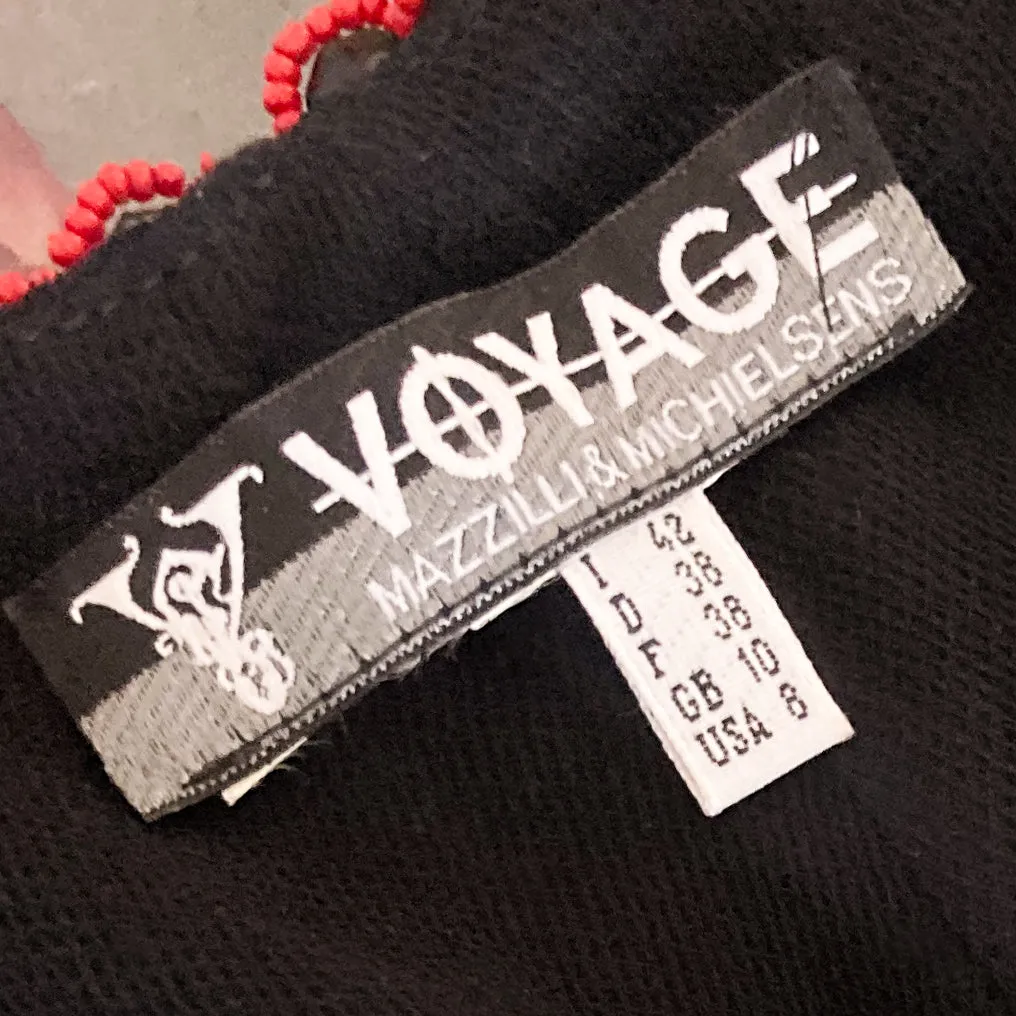 VOYAGE
MAZZILLI & MICHIELSENS
I 42
D 38
F 38
GB 10
USA 8